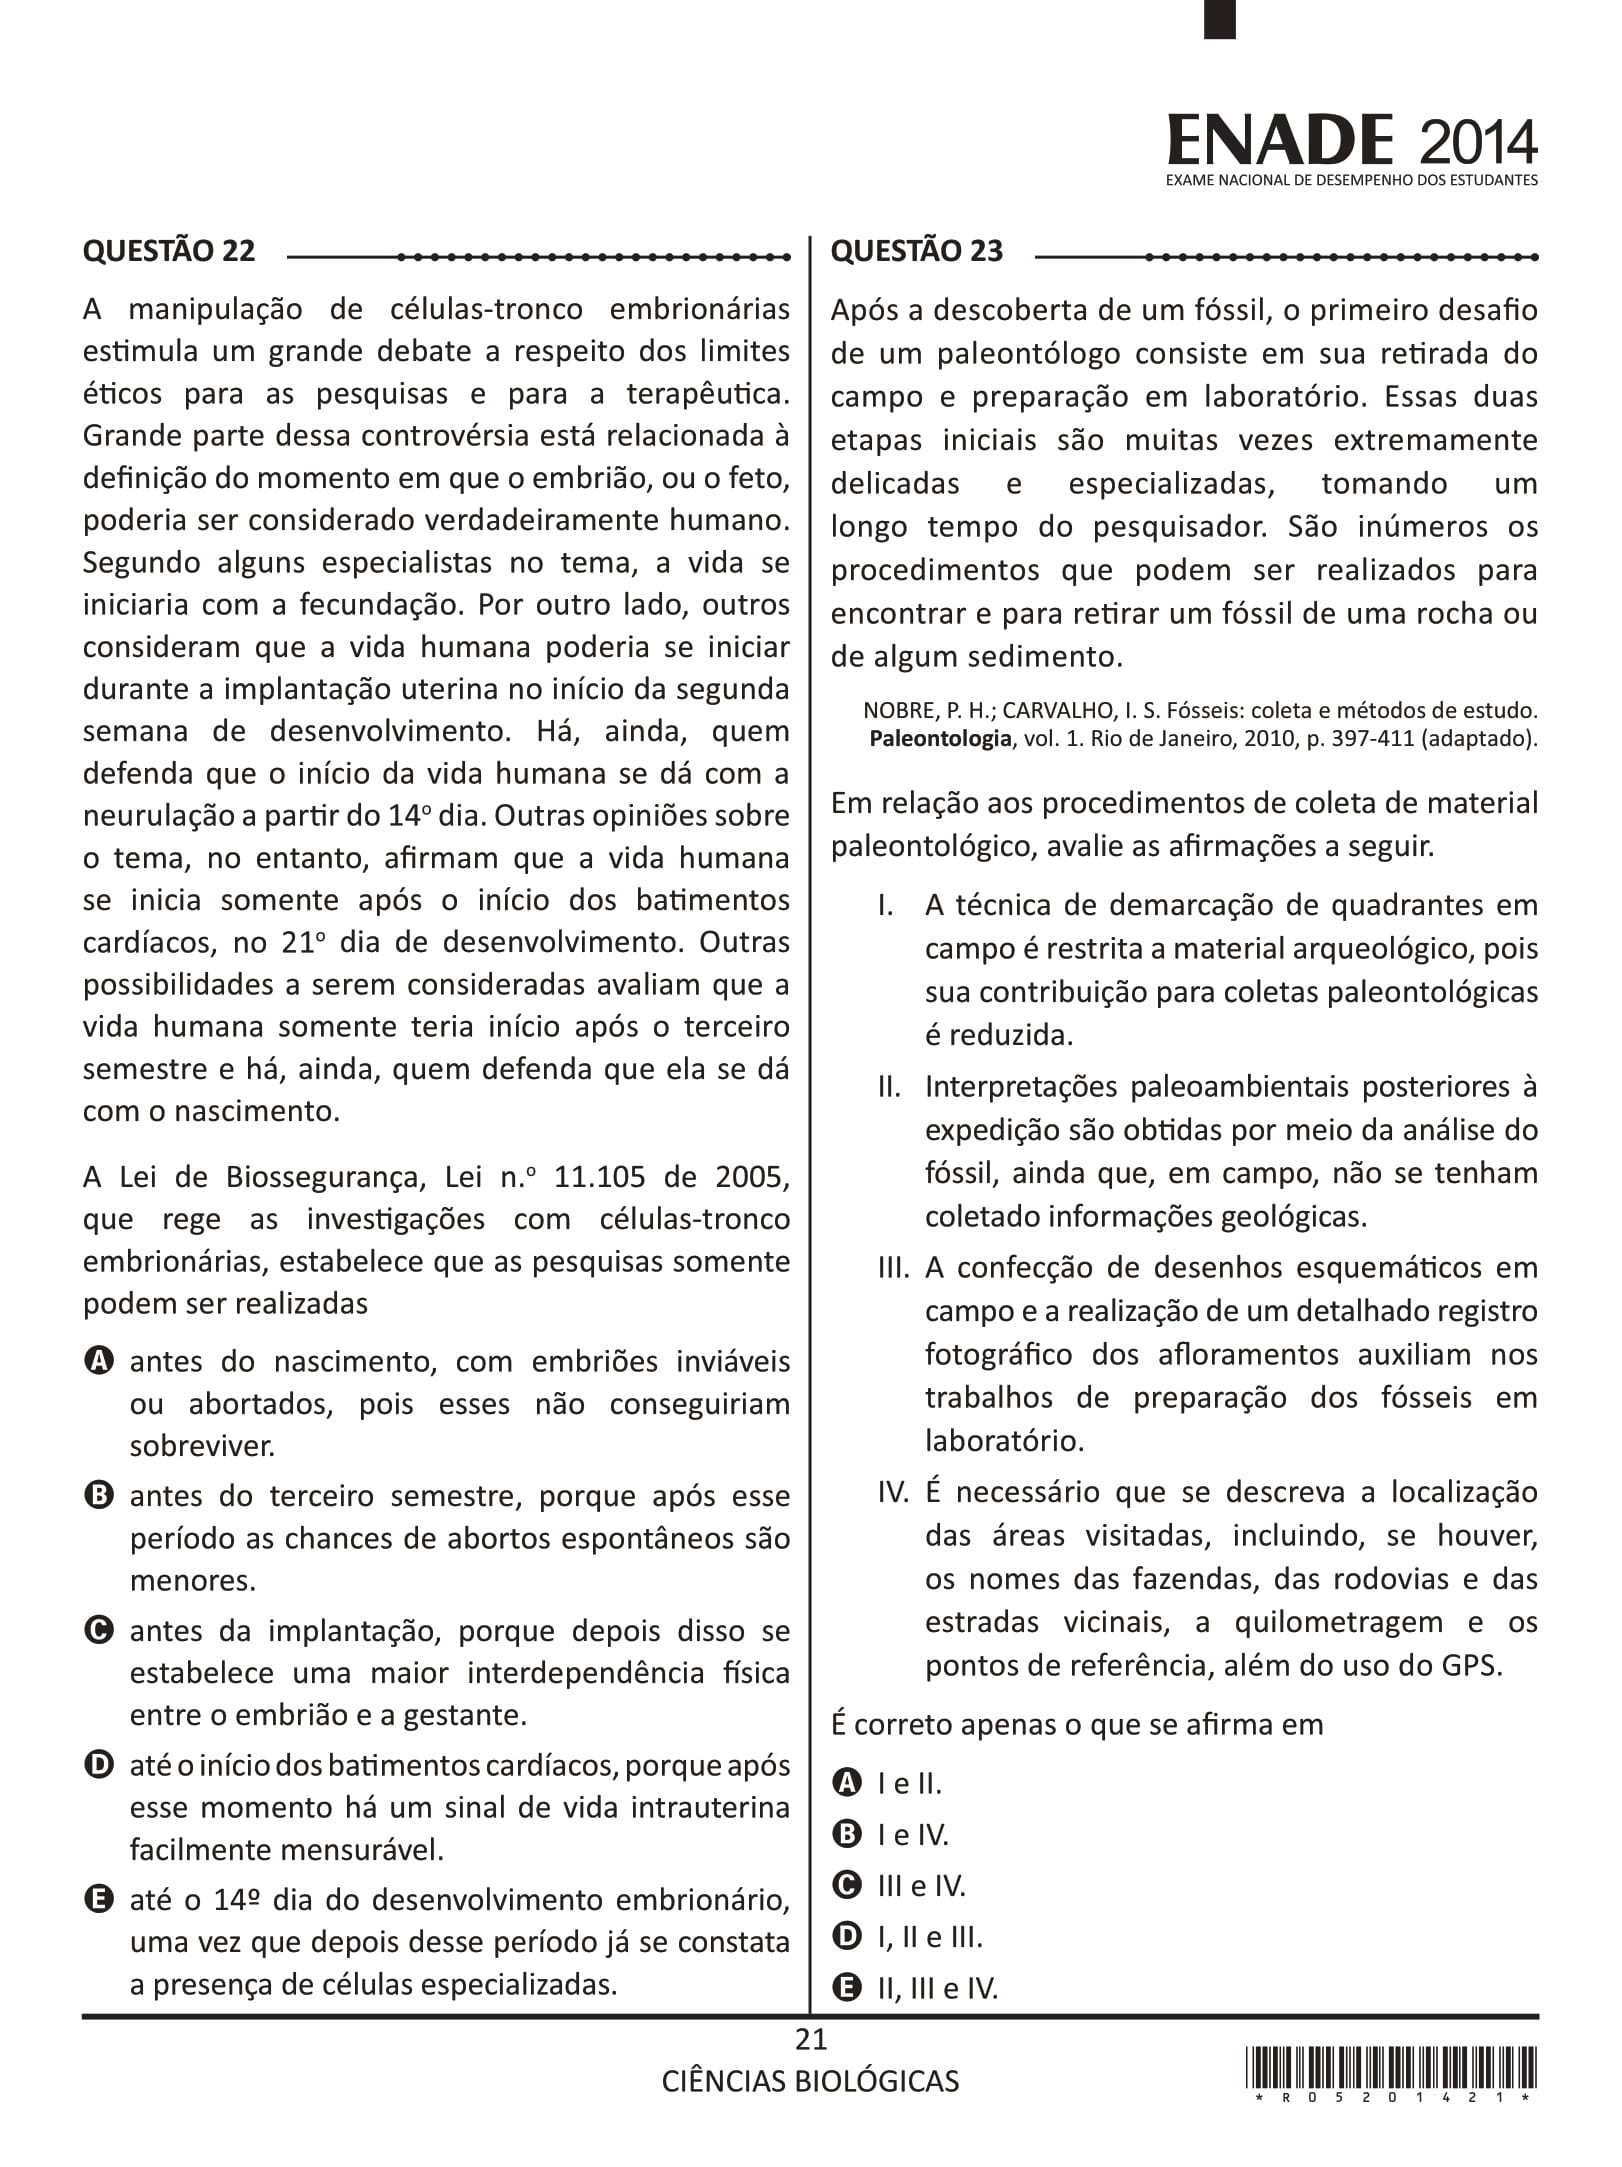 ENADE 2014
EXAME NACIONAL DE DESEMPENHO DOS ESTUDANTES
QUESTÃO 22
A manipulação de células-tronco embrionárias
estimula um grande debate a respeito dos limites
éticos para as pesquisas e para a terapêutica.
Grande parte dessa controvérsia está relacionada à
definição do momento em que o embrião, ou o feto,
poderia ser considerado verdadeiramente humano.
Segundo alguns especialistas no tema, a vida se
iniciaria com a fecundação. Por outro lado, outros
consideram que a vida humana poderia se iniciar
durante a implantação uterina no início da segunda
semana de desenvolvimento. Há, ainda, quem
defenda que o início da vida humana se dá com a
neurulação a partir do 14º dia. Outras opiniões sobre
o tema, no entanto, afirmam que a vida humana
se inicia somente após o início dos batimentos
cardíacos, no 21º dia de desenvolvimento. Outras
possibilidades a serem consideradas avaliam que a
vida humana somente teria início após o terceiro
semestre e há, ainda, quem defenda que ela se dá
com o nascimento.
A Lei de Biossegurança, Lei n.º 11.105 de 2005,
que rege as investigações com células-tronco
embrionárias, estabelece que as pesquisas somente
podem ser realizadas
A antes do nascimento, com embriões inviáveis
ou abortados, pois esses não conseguiriam
sobreviver.
B antes do terceiro semestre, porque após esse
período as chances de abortos espontâneos são
menores.
C antes da implantação, porque depois disso se
estabelece uma maior interdependência física
entre o embrião e a gestante.
D até o início dos batimentos cardíacos, porque após
esse momento há um sinal de vida intrauterina
facilmente mensurável.
E até o 14º dia do desenvolvimento embrionário,
uma vez que depois desse período já se constata
a presença de células especializadas.
QUESTÃO 23
Após a descoberta de um fóssil, o primeiro desafio
de um paleontólogo consiste em sua retirada do
campo e preparação em laboratório. Essas duas
etapas iniciais são muitas vezes extremamente
delicadas e especializadas, tomando um
longo tempo do pesquisador. São inúmeros os
procedimentos que podem ser realizados para
encontrar e para retirar um fóssil de uma rocha ou
de algum sedimento.
NOBRE, P. H.; CARVALHO, I. S. Fósseis: coleta e métodos de estudo.
Paleontologia, vol. 1. Rio de Janeiro, 2010, p. 397-411 (adaptado).
Em relação aos procedimentos de coleta de material
paleontológico, avalie as afirmações a seguir.
I. A técnica de demarcação de quadrantes em
campo é restrita a material arqueológico, pois
sua contribuição para coletas paleontológicas
é reduzida.
II. Interpretações paleoambientais posteriores à
expedição são obtidas por meio da análise do
fóssil, ainda que, em campo, não se tenham
coletado informações geológicas.
III. A confecção de desenhos esquemáticos em
campo e a realização de um detalhado registro
fotográfico dos afloramentos auxiliam nos
trabalhos de preparação dos fósseis em
laboratório.
IV. É necessário que se descreva a localização
das áreas visitadas, incluindo, se houver,
os nomes das fazendas, das rodovias e das
estradas vicinais, a quilometragem e os
pontos de referência, além do uso do GPS.
É correto apenas o que se afirma em
A I e II.
B I e IV.
C III e IV.
D I, II e III.
E II, III e IV.
21
CIÊNCIAS BIOLÓGICAS
* R 0 5 2 0 1 4 2 1 *